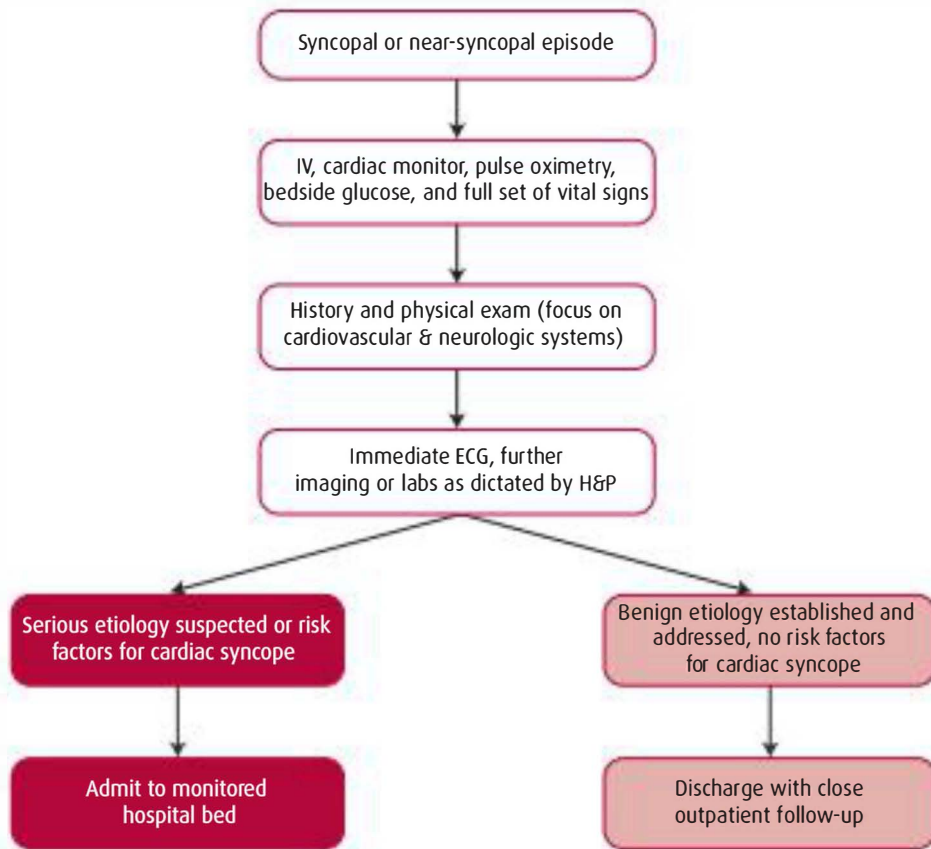 Syncopal or near-syncopal episode
IV, cardiac monitor, pulse oximetry,
bedside glucose, and full set of vital signs
History and physical exam (focus on
cardiovascular & neurologic systems)
Immediate ECG, further
imaging or labs as dictated by H&P
Serious etiology suspected or risk
factors for cardiac syncope
Benign etiology established and
addressed, no risk factors
for cardiac syncope
Admit to monitored
hospital bed
Discharge with close
outpatient follow-up